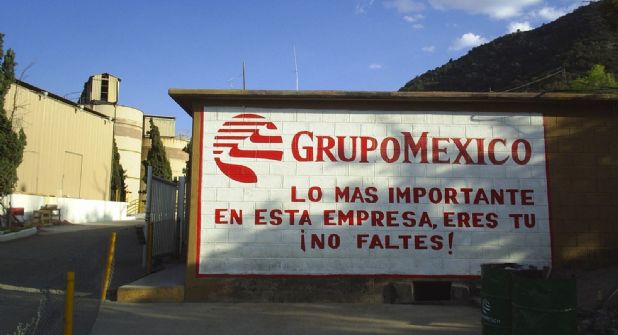 GRUPOMEXICO
LO MAS IMPORTANTE
EN ESTA EMPRESA, ERES TU
¡NO FALTES!